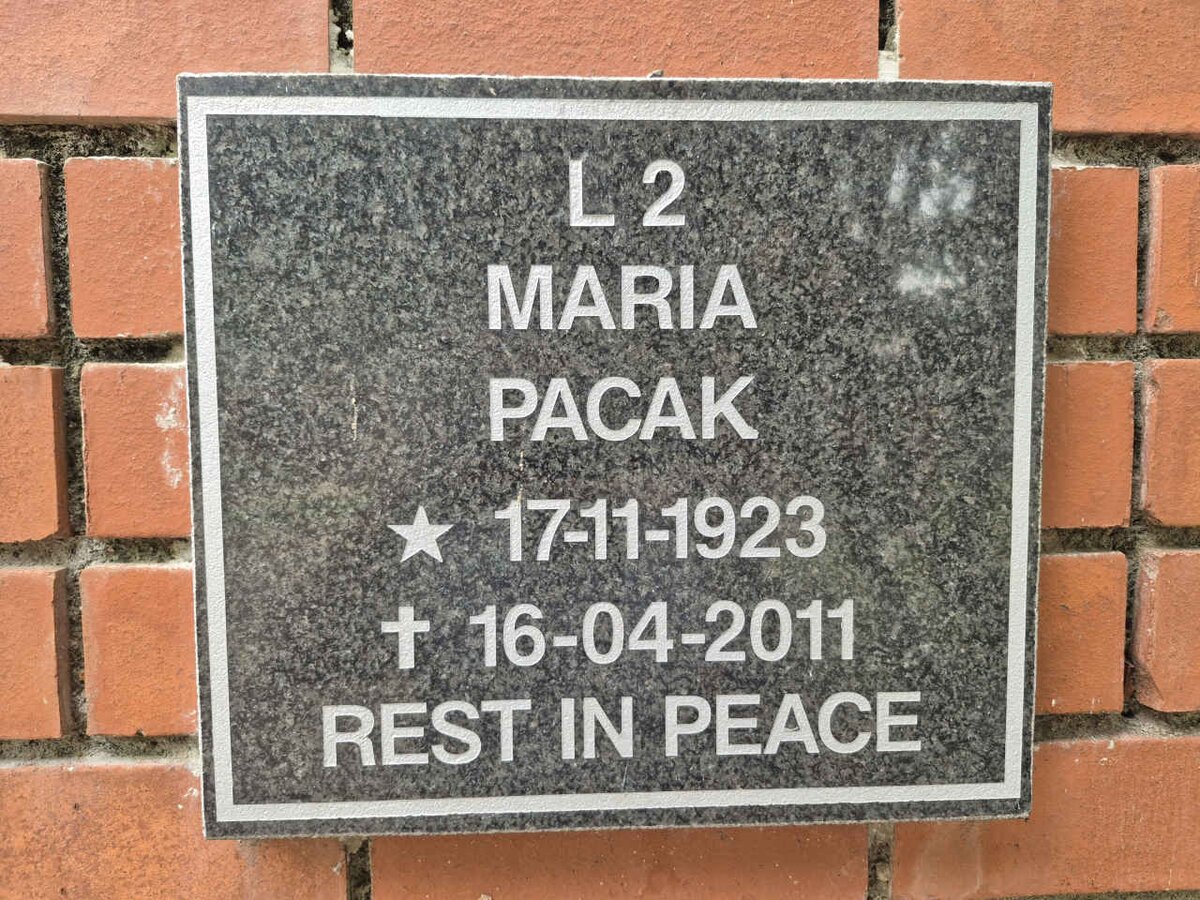 L 2
MARIA
PACAK
★ 17-11-1923
✝ 16-04-2011
REST IN PEACE